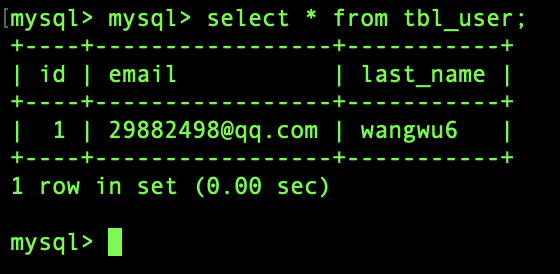 mysql> mysql> select * from tbl_user;
+----+-----------------+-----------+
| id | email           | last_name |
+----+-----------------+-----------+
|  1 | 29882498@qq.com | wangwu6   |
+----+-----------------+-----------+
1 row in set (0.00 sec)
mysql>